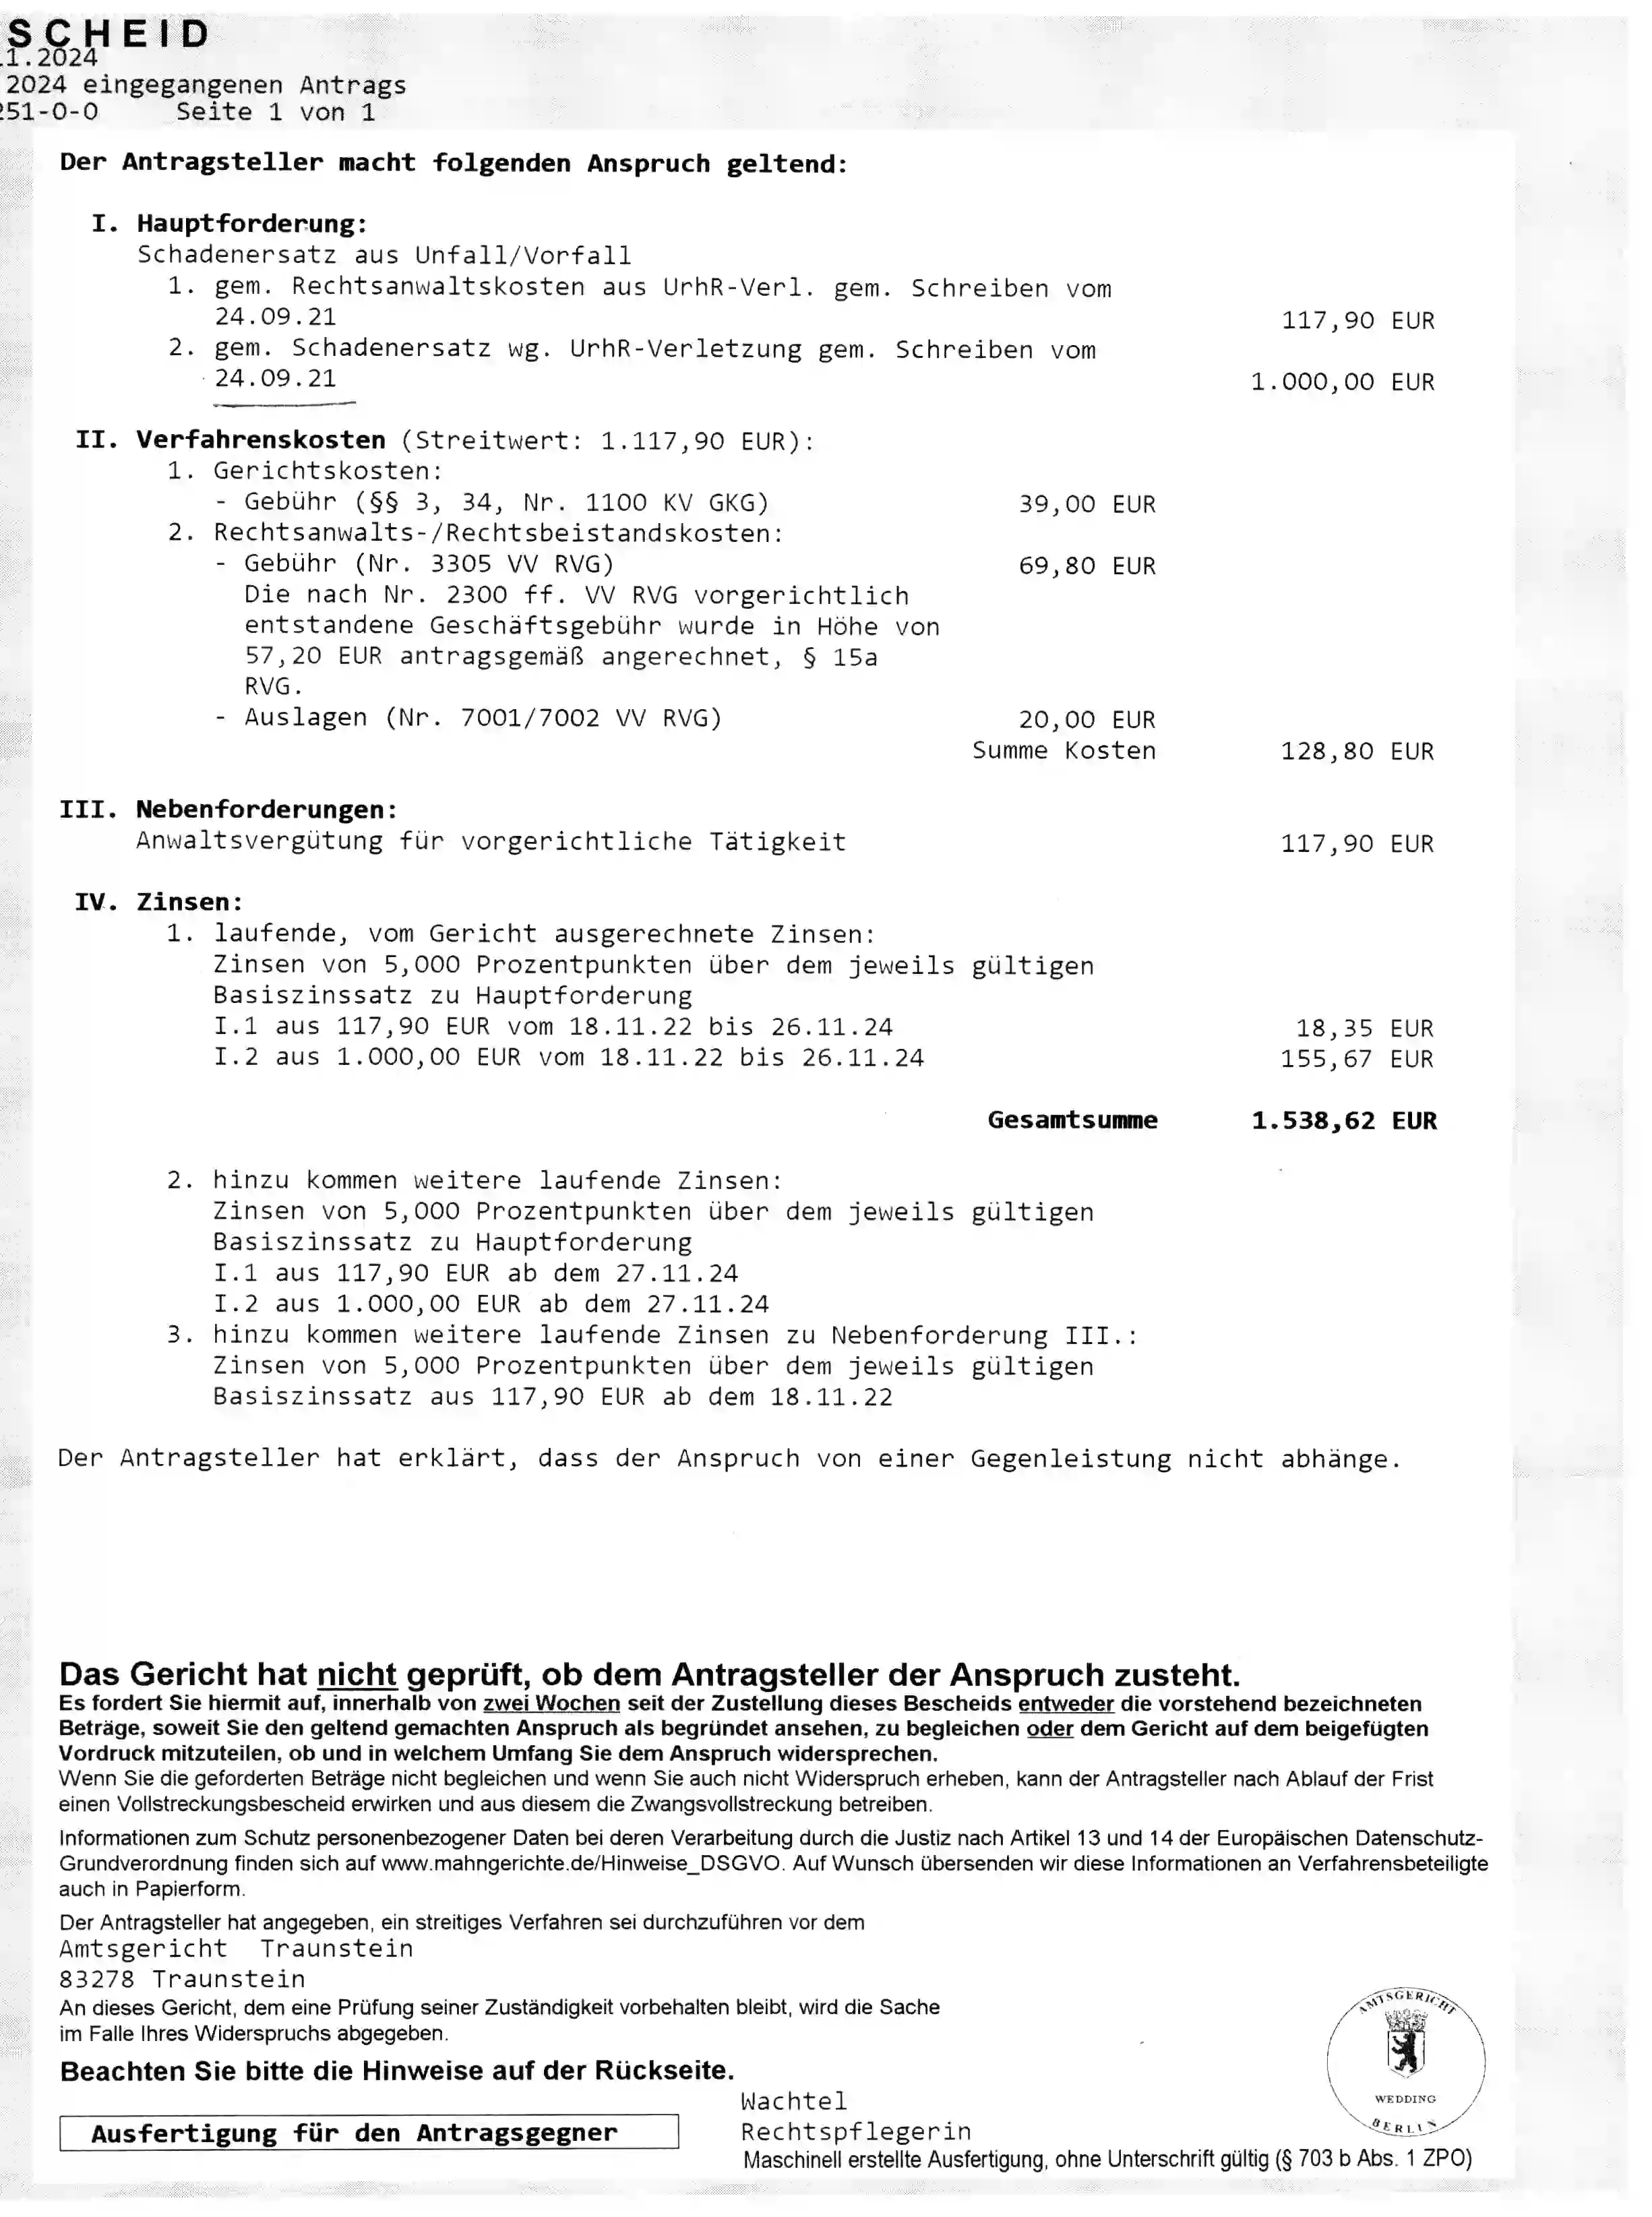 SCHEID
1.2024
2024 eingegangenen Antrags
251-0-0 Seite 1 von 1
Der Antragsteller macht folgenden Anspruch geltend:
I. Hauptforderung:
Schadenersatz aus Unfall/Vorfall
1. gem. Rechtsanwaltskosten aus UrhR-Verl. gem. Schreiben vom
24.09.21 117,90 EUR
2. gem. Schadenersatz wg. UrhR-Verletzung gem. Schreiben vom
24.09.21 1.000,00 EUR
II. Verfahrenskosten (Streitwert: 1.117,90 EUR):
1. Gerichtskosten:
- Gebühr (§§ 3, 34, Nr. 1100 KV GKG) 39,00 EUR
2. Rechtsanwalts-/Rechtsbeistandskosten:
- Gebühr (Nr. 3305 VV RVG) 69,80 EUR
Die nach Nr. 2300 ff. VV RVG vorgerichtlich
entstandene Geschäftsgebühr wurde in Höhe von
57,20 EUR antragsgemäß angerechnet, § 15a
RVG.
- Auslagen (Nr. 7001/7002 VV RVG) 20,00 EUR
Summe Kosten 128,80 EUR
III. Nebenforderungen:
Anwaltsvergütung für vorgerichtliche Tätigkeit 117,90 EUR
IV. Zinsen:
1. laufende, vom Gericht ausgerechnete Zinsen:
Zinsen von 5,000 Prozentpunkten über dem jeweils gültigen
Basiszinssatz zu Hauptforderung
I.1 aus 117,90 EUR vom 18.11.22 bis 26.11.24 18,35 EUR
I.2 aus 1.000,00 EUR vom 18.11.22 bis 26.11.24 155,67 EUR
Gesamtsumme 1.538,62 EUR
2. hinzu kommen weitere laufende Zinsen:
Zinsen von 5,000 Prozentpunkten über dem jeweils gültigen
Basiszinssatz zu Hauptforderung
I.1 aus 117,90 EUR ab dem 27.11.24
I.2 aus 1.000,00 EUR ab dem 27.11.24
3. hinzu kommen weitere laufende Zinsen zu Nebenforderung III.:
Zinsen von 5,000 Prozentpunkten über dem jeweils gültigen
Basiszinssatz aus 117,90 EUR ab dem 18.11.22
Der Antragsteller hat erklärt, dass der Anspruch von einer Gegenleistung nicht abhänge.
Das Gericht hat nicht geprüft, ob dem Antragsteller der Anspruch zusteht.
Es fordert Sie hiermit auf, innerhalb von zwei Wochen seit der Zustellung dieses Bescheids entweder die vorstehend bezeichneten
Beträge, soweit Sie den geltend gemachten Anspruch als begründet ansehen, zu begleichen oder dem Gericht auf dem beigefügten
Vordruck mitzuteilen, ob und in welchem Umfang Sie dem Anspruch widersprechen.
Wenn Sie die geforderten Beträge nicht begleichen und wenn Sie auch nicht Widerspruch erheben, kann der Antragsteller nach Ablauf der Frist
einen Vollstreckungsbescheid erwirken und aus diesem die Zwangsvollstreckung betreiben.
Informationen zum Schutz personenbezogener Daten bei deren Verarbeitung durch die Justiz nach Artikel 13 und 14 der Europäischen Datenschutz-
Grundverordnung finden sich auf www.mahngerichte.de/Hinweise_DSGVO. Auf Wunsch übersenden wir diese Informationen an Verfahrensbeteiligte
auch in Papierform.
Der Antragsteller hat angegeben, ein streitiges Verfahren sei durchzuführen vor dem
Amtsgericht Traunstein
83278 Traunstein
An dieses Gericht, dem eine Prüfung seiner Zuständigkeit vorbehalten bleibt, wird die Sache
im Falle Ihres Widerspruchs abgegeben.
Beachten Sie bitte die Hinweise auf der Rückseite.
AMTSGERICHT
WEDDING
BERLIN
Wachtel
Ausfertigung für den Antragsgegner
Rechtspflegerin
Maschinell erstellte Ausfertigung, ohne Unterschrift gültig (§ 703 b Abs. 1 ZPO)